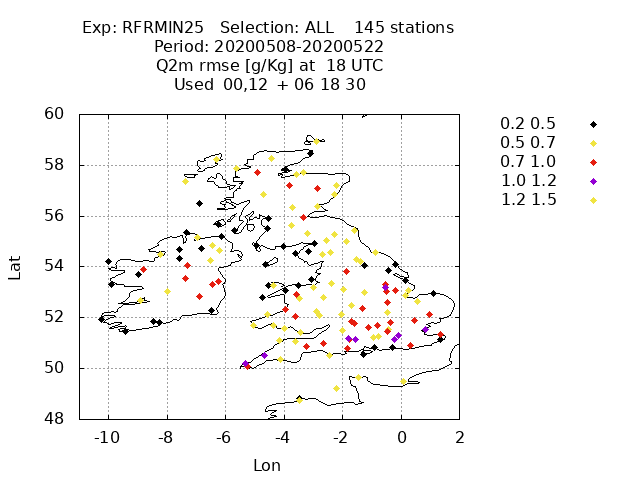 Exp: RFRMIN25   Selection: ALL    145 stations
Period: 20200508-20200522
Q2m rmse [g/Kg] at  18 UTC
Used  00,12  + 06 18 30
60
58
56
54
52
50
48
Lat
-10 -8 -6 -4 -2 0 2
Lon
0.2 0.5
0.5 0.7
0.7 1.0
1.0 1.2
1.2 1.5